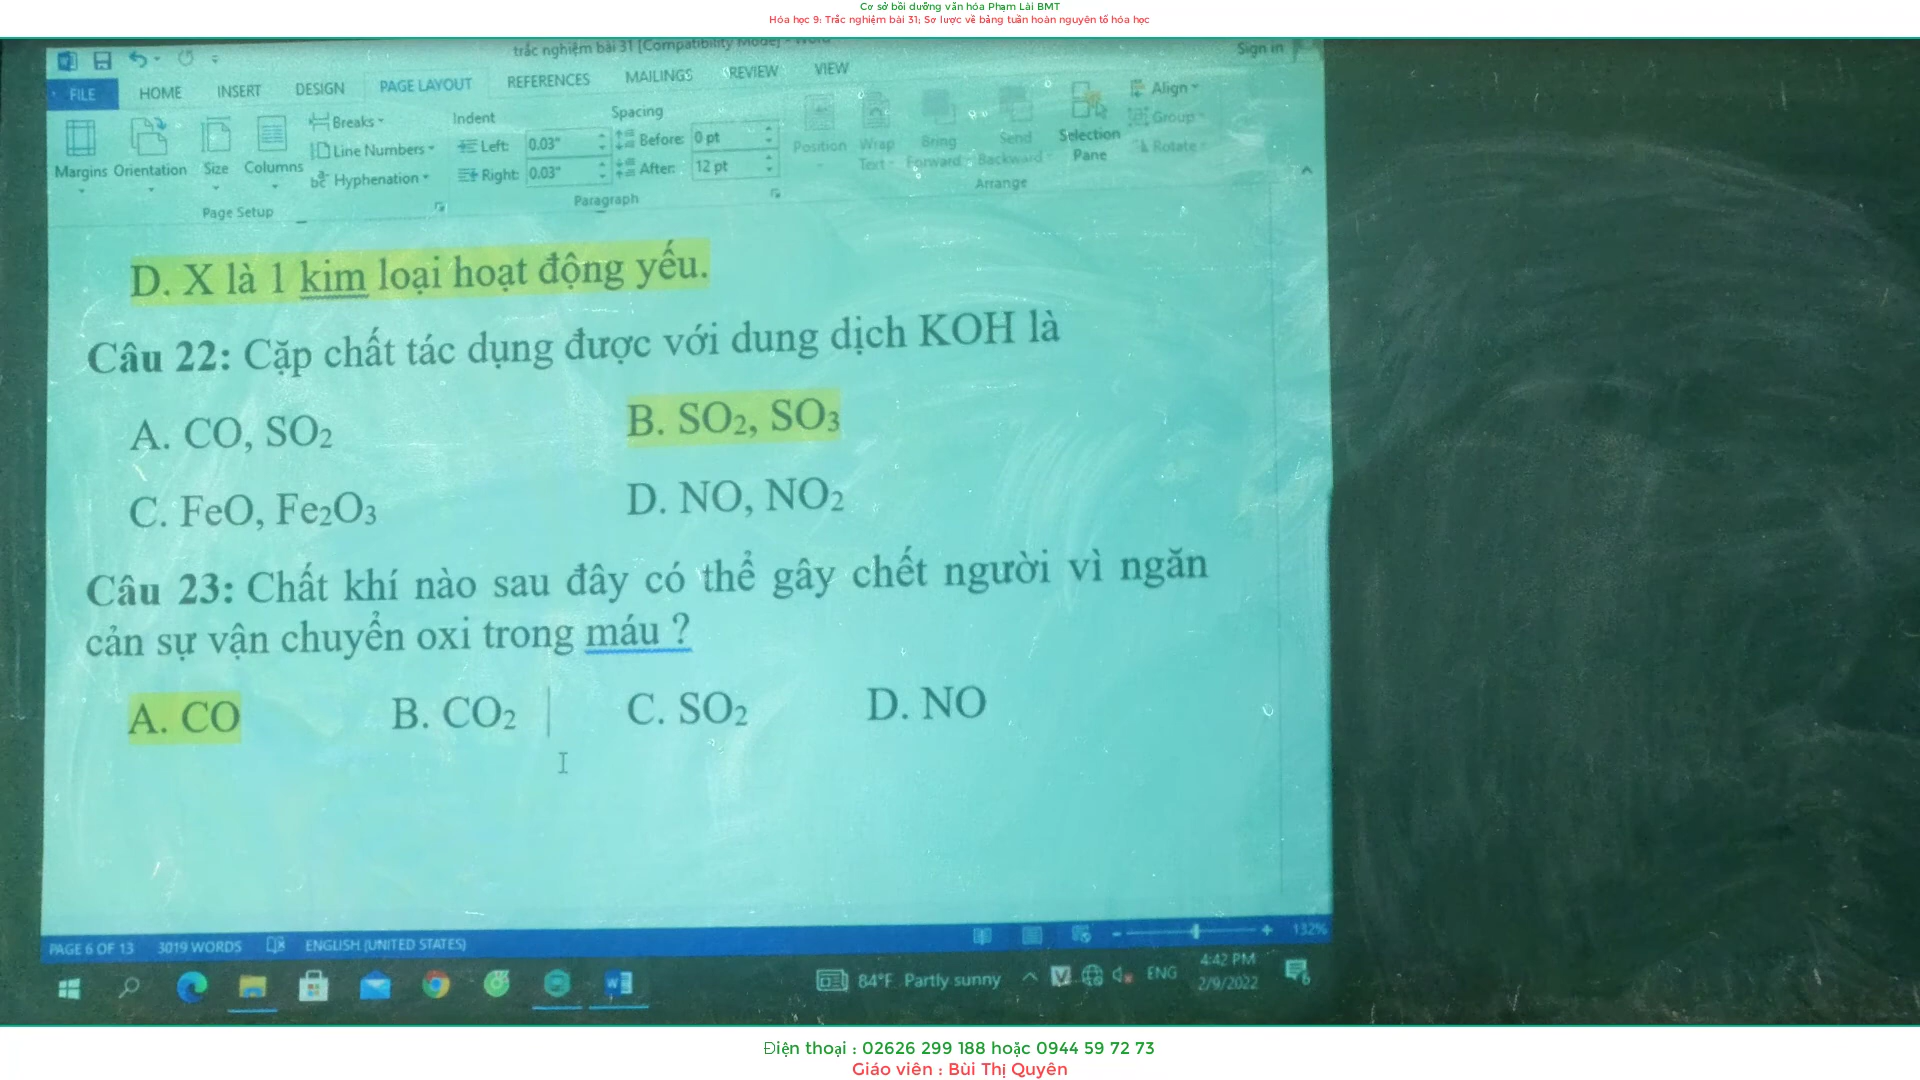 Cơ sở bồi dưỡng văn hóa Phạm Lài BMT
Hóa học 9: Trắc nghiệm bài 31; Sơ lược về bảng tuần hoàn nguyên tố hóa học
trắc nghiệm bài 31 [Compatibility Mode] - Word
Sign in
FILE HOME INSERT DESIGN PAGE LAYOUT REFERENCES MAILINGS REVIEW VIEW
Margins Orientation Size Columns
Breaks
Line Numbers
Hyphenation
Page Setup
Indent Spacing
Left: 0.03" Before: 0 pt
Right: 0.03" After: 12 pt
Paragraph
Position Wrap Text Bring Forward Send Backward Selection Pane
Align
Group
Rotate
Arrange
D. X là 1 kim loại hoạt động yếu.
Câu 22: Cặp chất tác dụng được với dung dịch KOH là
A. CO, SO₂ B. SO₂, SO₃
C. FeO, Fe₂O₃ D. NO, NO₂
Câu 23: Chất khí nào sau đây có thể gây chết người vì ngăn
cản sự vận chuyển oxi trong máu ?
A. CO B. CO₂ C. SO₂ D. NO
PAGE 6 OF 13 3019 WORDS ENGLISH (UNITED STATES) 132%
84°F Partly sunny ENG 4:42 PM
2/9/2022
Điện thoại : 02626 299 188 hoặc 0944 59 72 73
Giáo viên : Bùi Thị Quyên